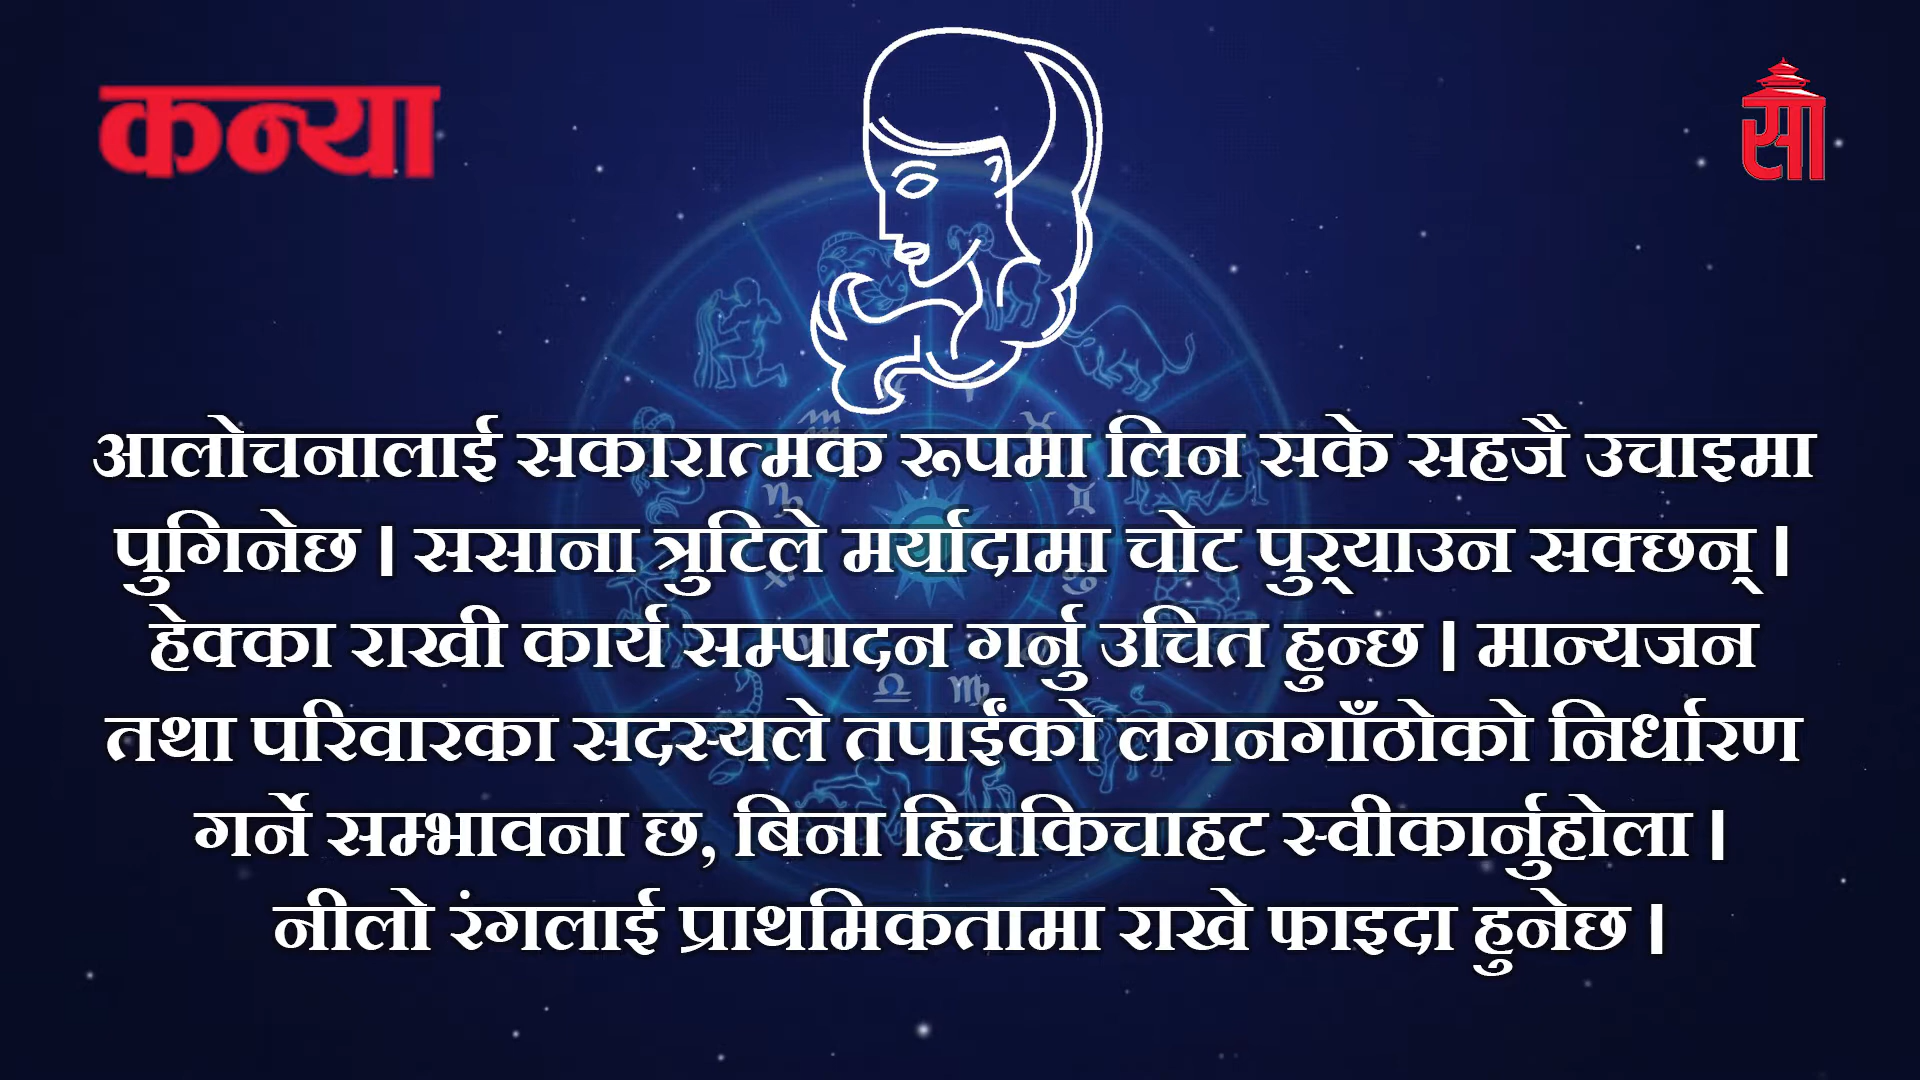 कन्या
सा
आलोचनालाई सकारात्मक रूपमा लिन सके सहजै उचाइमा
पुगिनेछ । ससाना त्रुटिले मर्यादामा चोट पुर्‍याउन सक्छन् ।
हेक्का राखी कार्य सम्पादन गर्नु उचित हुन्छ । मान्यजन
तथा परिवारका सदस्यले तपाईंको लगनगाँठोको निर्धारण
गर्ने सम्भावना छ, बिना हिचकिचाहट स्वीकार्नुहोला ।
नीलो रंगलाई प्राथमिकतामा राखे फाइदा हुनेछ ।